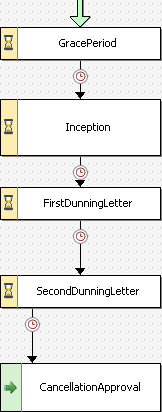 GracePeriod
Inception
FirstDunningLetter
SecondDunningLetter
CancellationApproval